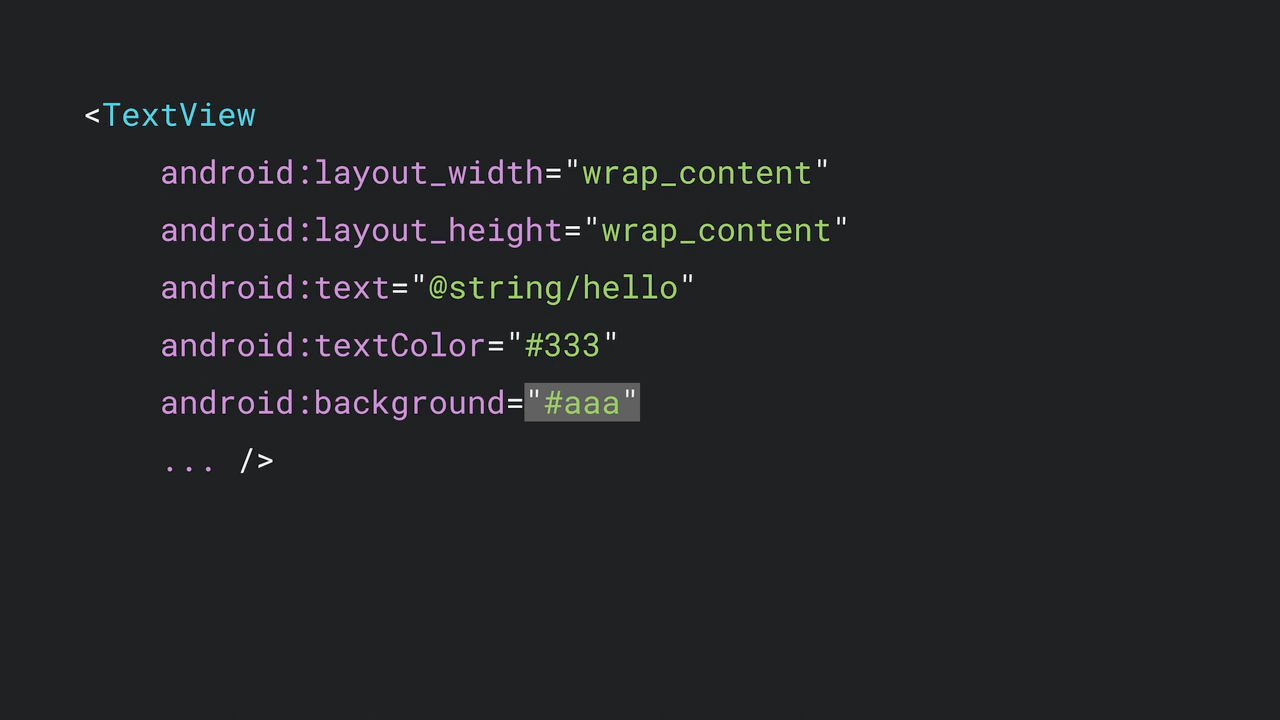 <TextView
android:layout_width="wrap_content"
android:layout_height="wrap_content"
android:text="@string/hello"
android:textColor="#333"
android:background="#aaa"
... />